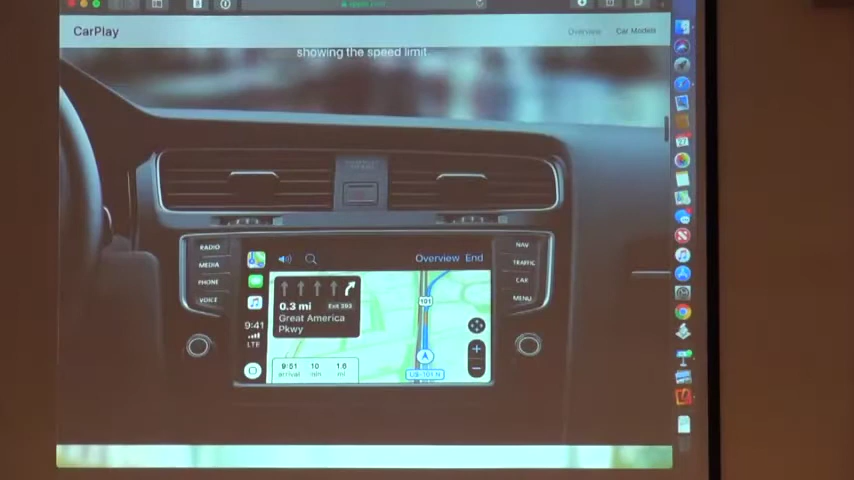 CarPlay
Overview
Car Models
showing the speed limit
RADIO
MEDIA
PHONE
VOICE
Overview End
0.3 mi
Exit 393
Great America
Pkwy
101
9:41
LTE
9:51 10 1.6
arrival min mi
US-101 N
NAV
TRAFFIC
CAR
MENU